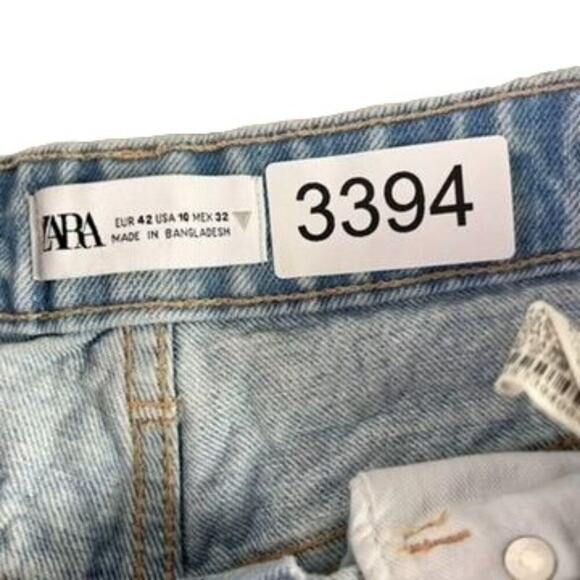 ZARA
EUR 42 USA 10 MEX 32
MADE IN BANGLADESH
3394